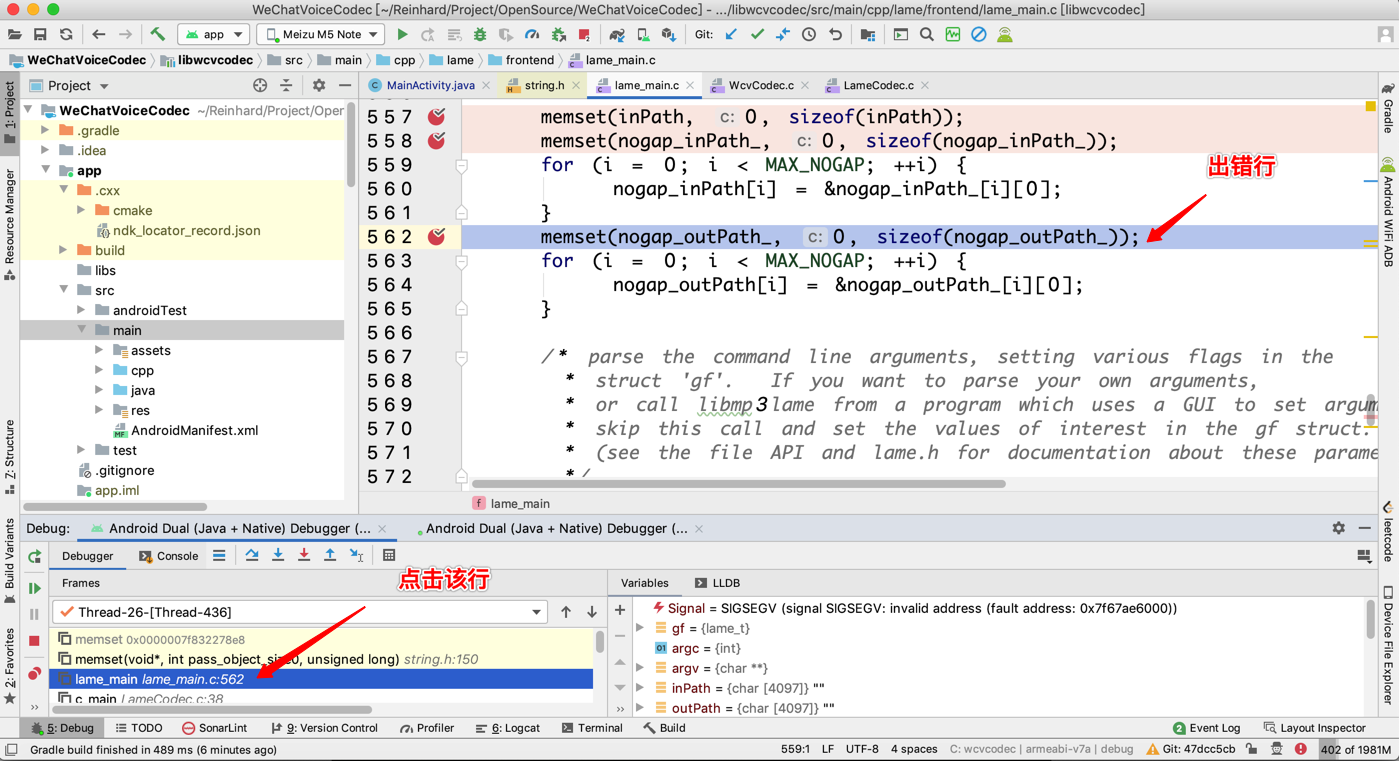 WeChatVoiceCodec [~/Reinhard/Project/OpenSource/WeChatVoiceCodec] - .../libwcvcodec/src/main/cpp/lame/frontend/lame_main.c [libwcvcodec]
app
Meizu M5 Note
Git:
WeChatVoiceCodec
libwcvcodec
src
main
cpp
lame
frontend
lame_main.c
Project
MainActivity.java
string.h
lame_main.c
WcvCodec.c
LameCodec.c
1: Project
Resource Manager
Z: Structure
Build Variants
2: Favorites
WeChatVoiceCodec ~/Reinhard/Project/Oper
.gradle
.idea
app
.cxx
cmake
ndk_locator_record.json
build
libs
src
androidTest
main
assets
cpp
java
res
AndroidManifest.xml
test
.gitignore
app.iml
557 memset(inPath, c: 0, sizeof(inPath));
558 memset(nogap_inPath_, c: 0, sizeof(nogap_inPath_));
559 for (i = 0; i < MAX_NOGAP; ++i) {
560 nogap_inPath[i] = &nogap_inPath_[i][0];
561 }
562 memset(nogap_outPath_, c: 0, sizeof(nogap_outPath_));
563 for (i = 0; i < MAX_NOGAP; ++i) {
564 nogap_outPath[i] = &nogap_outPath_[i][0];
565 }
566
567 /* parse the command line arguments, setting various flags in the
568 * struct 'gf'. If you want to parse your own arguments,
569 * or call libmp3lame from a program which uses a GUI to set argum
570 * skip this call and set the values of interest in the gf struct.
571 * (see the file API and lame.h for documentation about these parame
572 */
出错行
f lame_main
Gradle
Android WiFi ADB
leetcode
Device File Explorer
Debug:
Android Dual (Java + Native) Debugger (...
Android Dual (Java + Native) Debugger (...
Debugger
Console
Frames
点击该行
Thread-26-[Thread-436]
memset 0x0000007f832278e8
memset(void*, int pass_object_size0, unsigned long) string.h:150
lame_main lame_main.c:562
c_main LameCodec.c:38
Variables
LLDB
Signal = SIGSEGV (signal SIGSEGV: invalid address (fault address: 0x7f67ae6000))
gf = {lame_t}
01 argc = {int}
argv = {char **}
inPath = {char [4097]} ""
outPath = {char [4097]} ""
5: Debug
TODO
SonarLint
9: Version Control
Profiler
6: Logcat
Terminal
Build
2 Event Log
Layout Inspector
Gradle build finished in 489 ms (6 minutes ago)
559:1
LF
UTF-8
4 spaces
C: wcvcodec | armeabi-v7a | debug
Git: 47dcc5cb
402 of 1981M